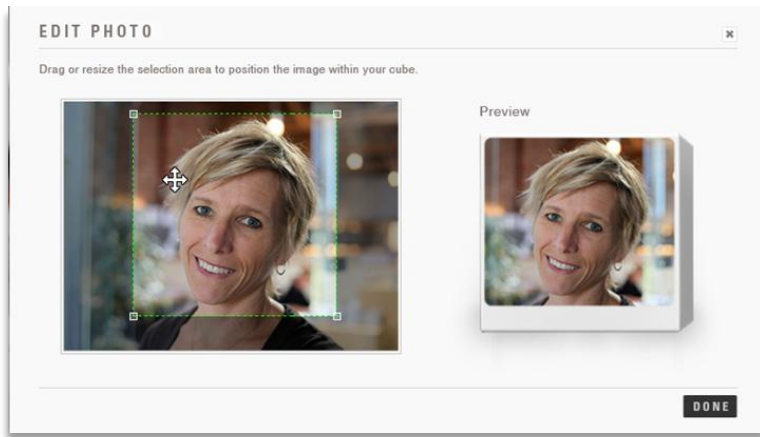 EDIT PHOTO
Drag or resize the selection area to position the image within your cube.
Preview
DONE